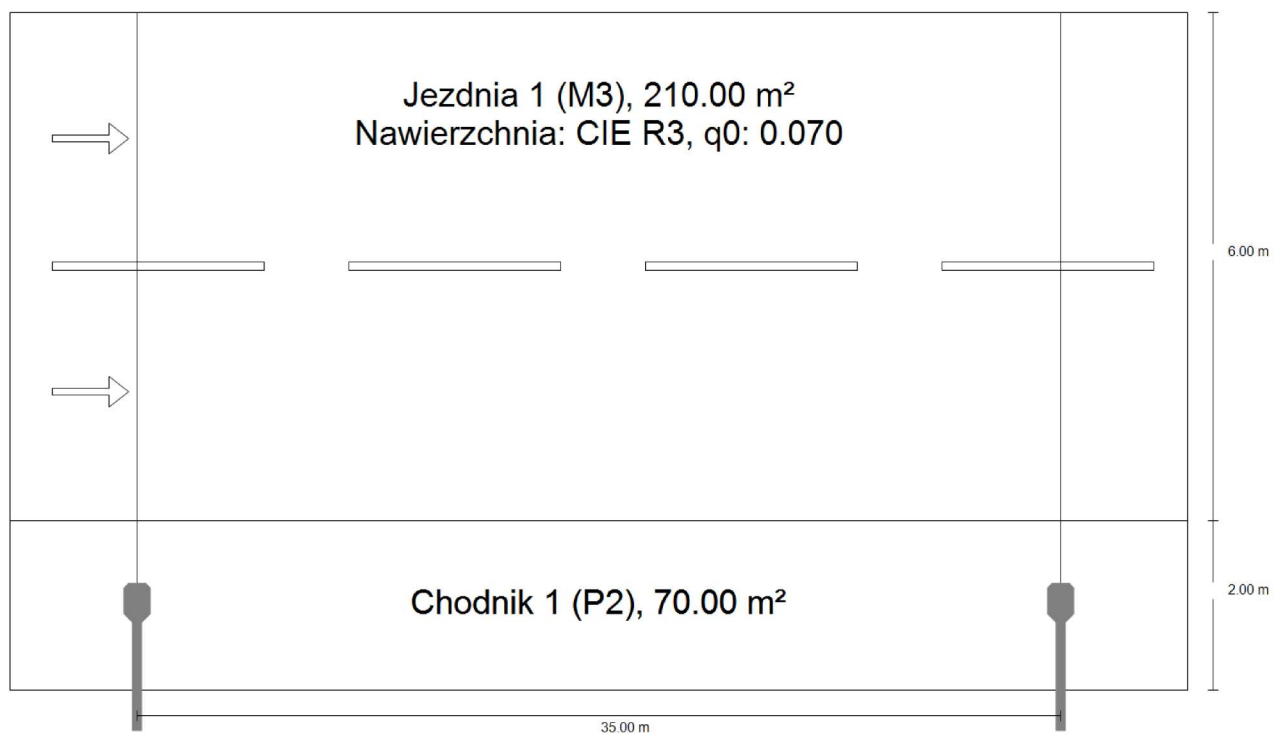 Jezdnia 1 (M3), 210.00 m²
Nawierzchnia: CIE R3, q0: 0.070
6.00 m
Chodnik 1 (P2), 70.00 m²
2.00 m
35.00 m